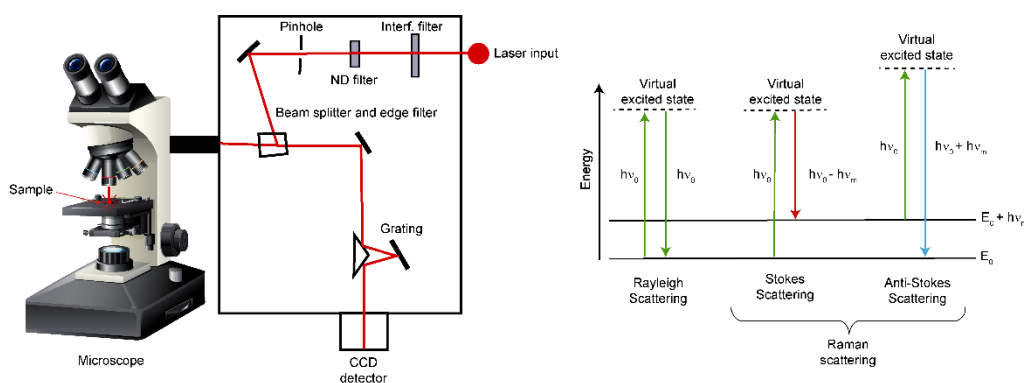 Pinhole
Interf. filter
Laser input
ND filter
Beam splitter and edge filter
Sample
Grating
Microscope
CCD
detector
Energy
Virtual
excited state
Virtual
excited state
Virtual
excited state
hν₀
hν₀
hν₀
hν₀ - hνₘ
hν₀
hν₀ + hνₘ
E₀
Rayleigh
Scattering
Stokes
Scattering
Anti-Stokes
Scattering
Raman
scattering